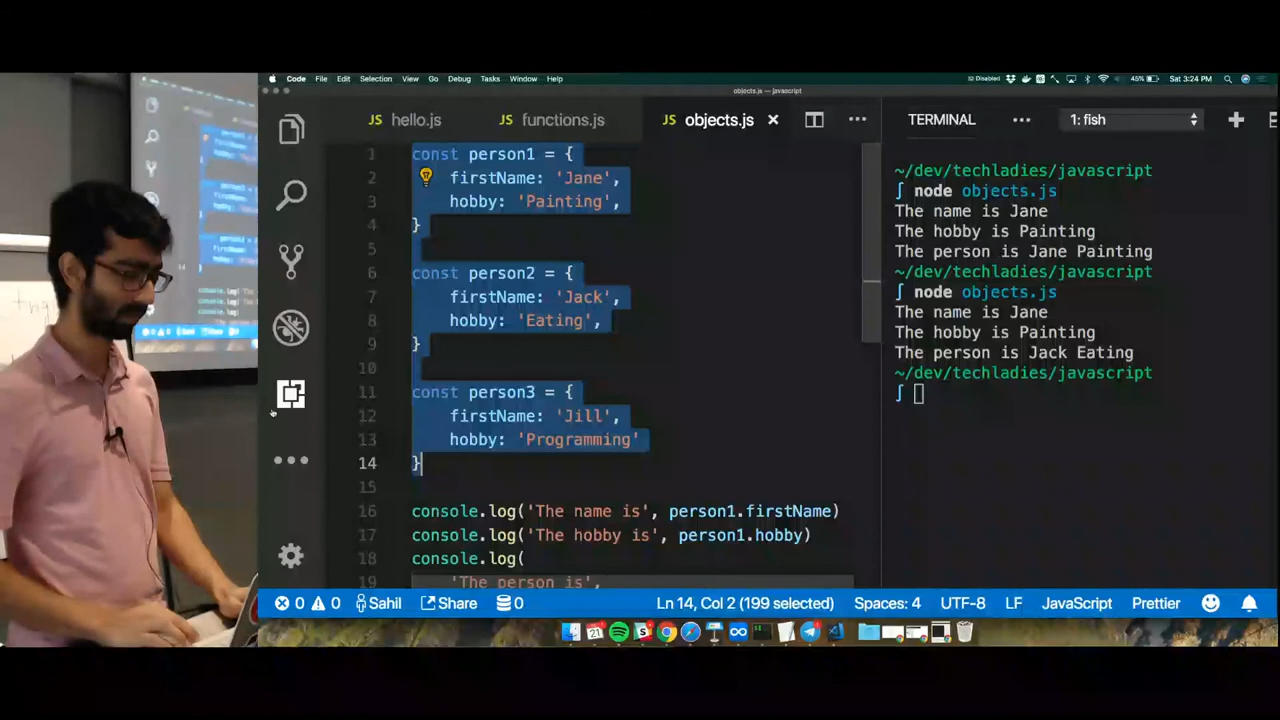 Code File Edit Selection View Go Debug Tasks Window Help
45% Sat 3:24 PM
objects.js — javascript
JS hello.js JS functions.js JS objects.js
TERMINAL
1: fish
1 const person1 = {
2 firstName: 'Jane',
3 hobby: 'Painting',
4 }
5
6 const person2 = {
7 firstName: 'Jack',
8 hobby: 'Eating',
9 }
10
11 const person3 = {
12 firstName: 'Jill',
13 hobby: 'Programming'
14 }
15
16 console.log('The name is', person1.firstName)
17 console.log('The hobby is', person1.hobby)
18 console.log(
19 'The person is',
~/dev/techladies/javascript
∫ node objects.js
The name is Jane
The hobby is Painting
The person is Jane Painting
~/dev/techladies/javascript
∫ node objects.js
The name is Jane
The hobby is Painting
The person is Jack Eating
~/dev/techladies/javascript
∫
0 0 Sahil Share 0 Ln 14, Col 2 (199 selected) Spaces: 4 UTF-8 LF JavaScript Prettier
21